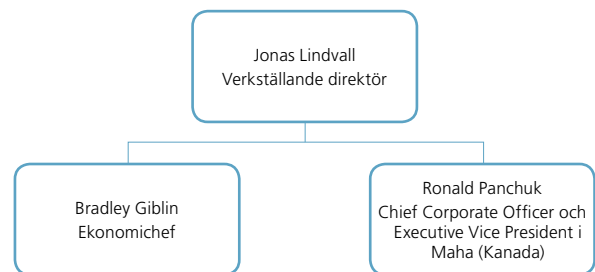 Jonas Lindvall
Verkställande direktör
Bradley Giblin
Ekonomichef
Ronald Panchuk
Chief Corporate Officer och
Executive Vice President i
Maha (Kanada)